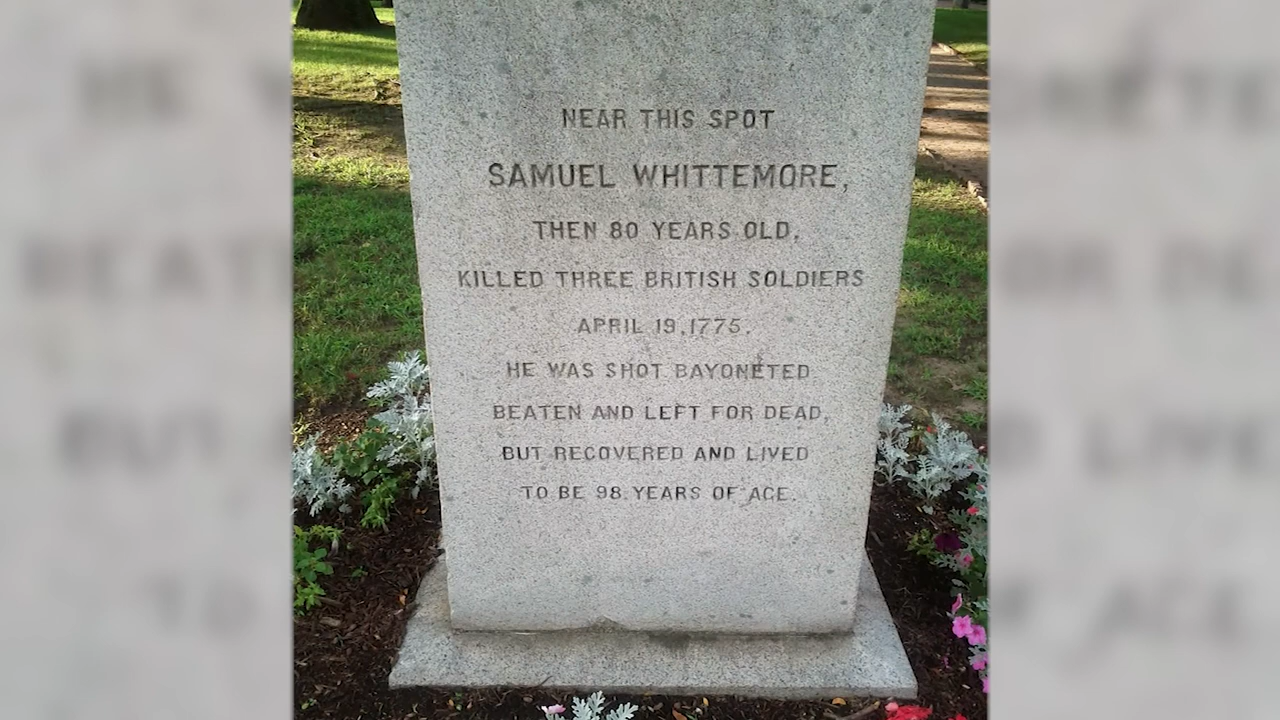 NEAR THIS SPOT
SAMUEL WHITTEMORE,
THEN 80 YEARS OLD,
KILLED THREE BRITISH SOLDIERS
APRIL 19, 1775.
HE WAS SHOT BAYONETED
BEATEN AND LEFT FOR DEAD,
BUT RECOVERED AND LIVED
TO BE 98 YEARS OF AGE.